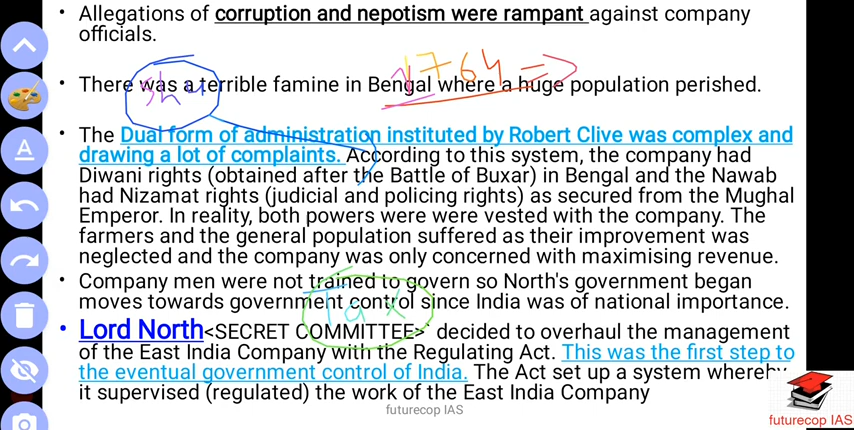 • Allegations of corruption and nepotism were rampant against company
officials.
1764 =>
• There was a terrible famine in Bengal where a huge population perished.
• The Dual form of administration instituted by Robert Clive was complex and
drawing a lot of complaints. According to this system, the company had
Diwani rights (obtained after the Battle of Buxar) in Bengal and the Nawab
had Nizamat rights (judicial and policing rights) as secured from the Mughal
Emperor. In reality, both powers were were vested with the company. The
farmers and the general population suffered as their improvement was
neglected and the company was only concerned with maximising revenue.
• Company men were not trained to govern so North's government began
moves towards government control since India was of national importance.
Tax
• Lord North<SECRET COMMITTEE>` decided to overhaul the management
of the East India Company with the Regulating Act. This was the first step to
the eventual government control of India. The Act set up a system whereby
it supervised (regulated) the work of the East India Company
futurecop IAS
futurecop IAS